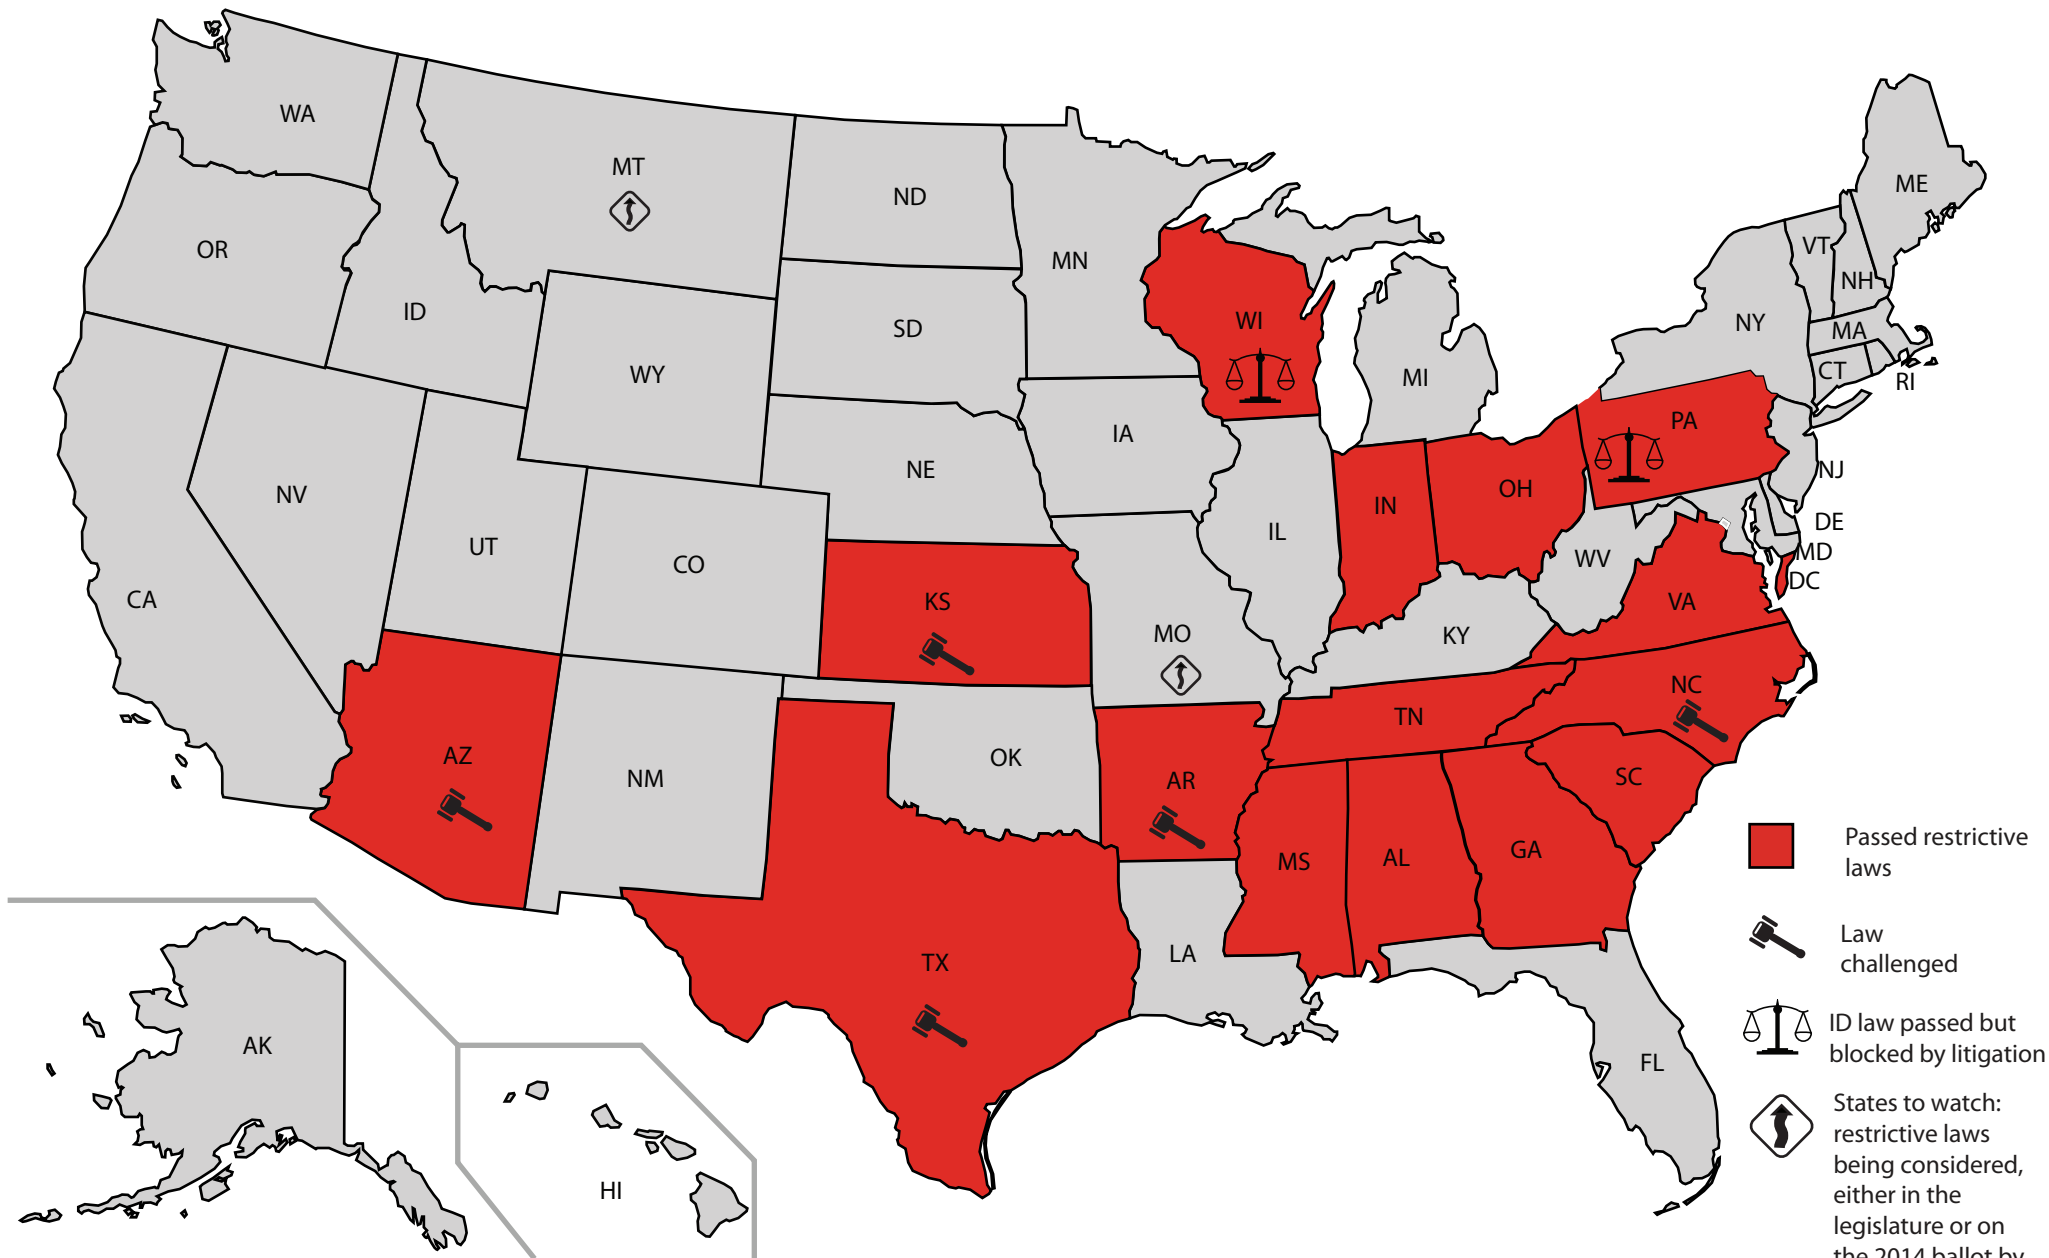 WA
MT
ND
ME
OR
MN
VT
ID
NH
SD
WI
NY
MA
WY
CT
MI
RI
IA
PA
NE
NJ
NV
IN
OH
DE
UT
IL
MD
CO
WV
DC
CA
KS
VA
MO
KY
NC
TN
AZ
NM
OK
AR
SC
MS
AL
GA
TX
LA
FL
AK
HI
Passed restrictive
laws
Law
challenged
ID law passed but
blocked by litigation
States to watch:
restrictive laws
being considered,
either in the
legislature or on
the 2014 ballot by